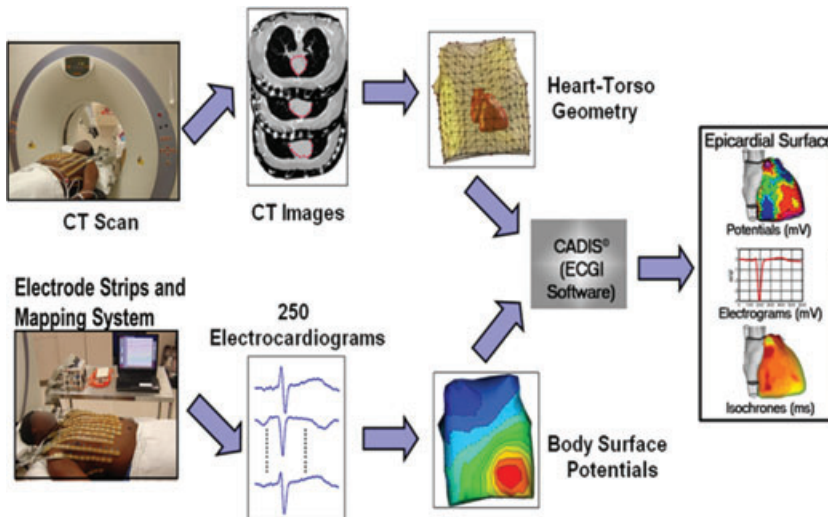 CT Scan
CT Images
Heart-Torso
Geometry
Electrode Strips and
Mapping System
250
Electrocardiograms
Body Surface
Potentials
CADIS©
(ECGI
Software)
Epicardial Surface
Potentials (mV)
Electrograms (mV)
Isochrones (ms)